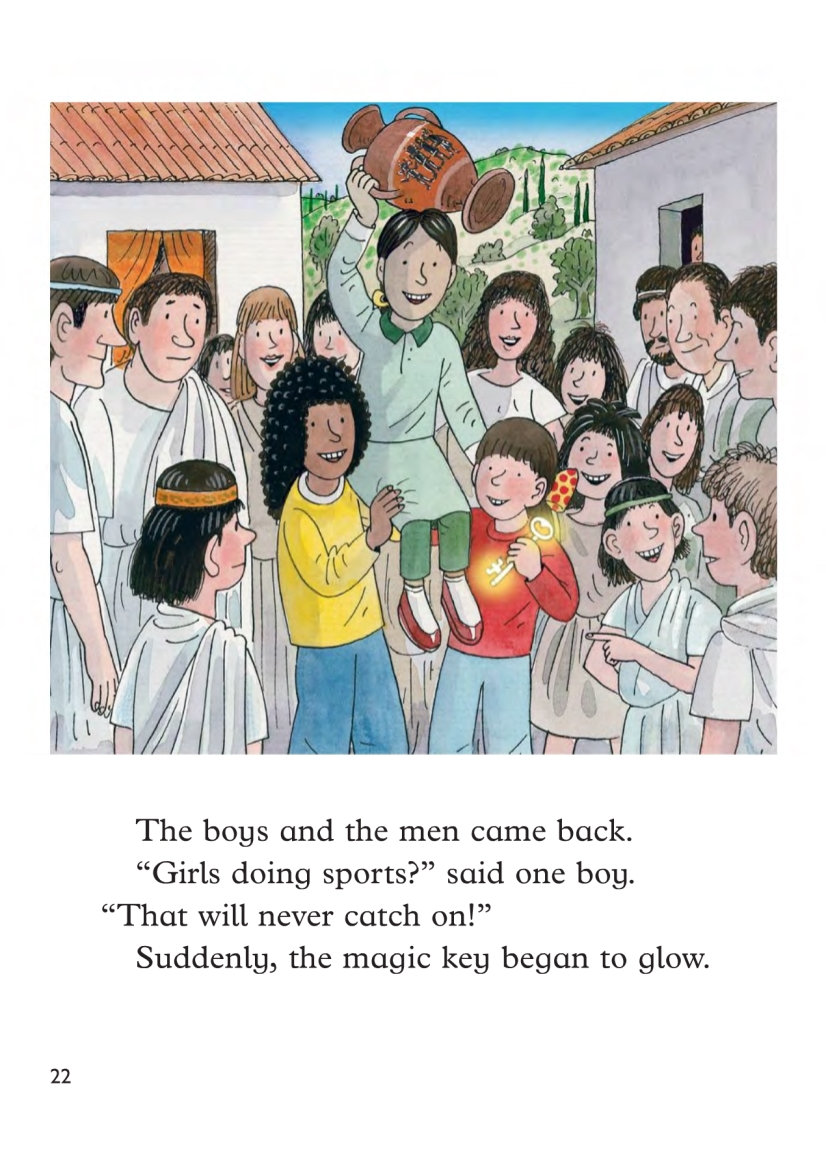 The boys and the men came back.
“Girls doing sports?” said one boy.
“That will never catch on!”
Suddenly, the magic key began to glow.
22